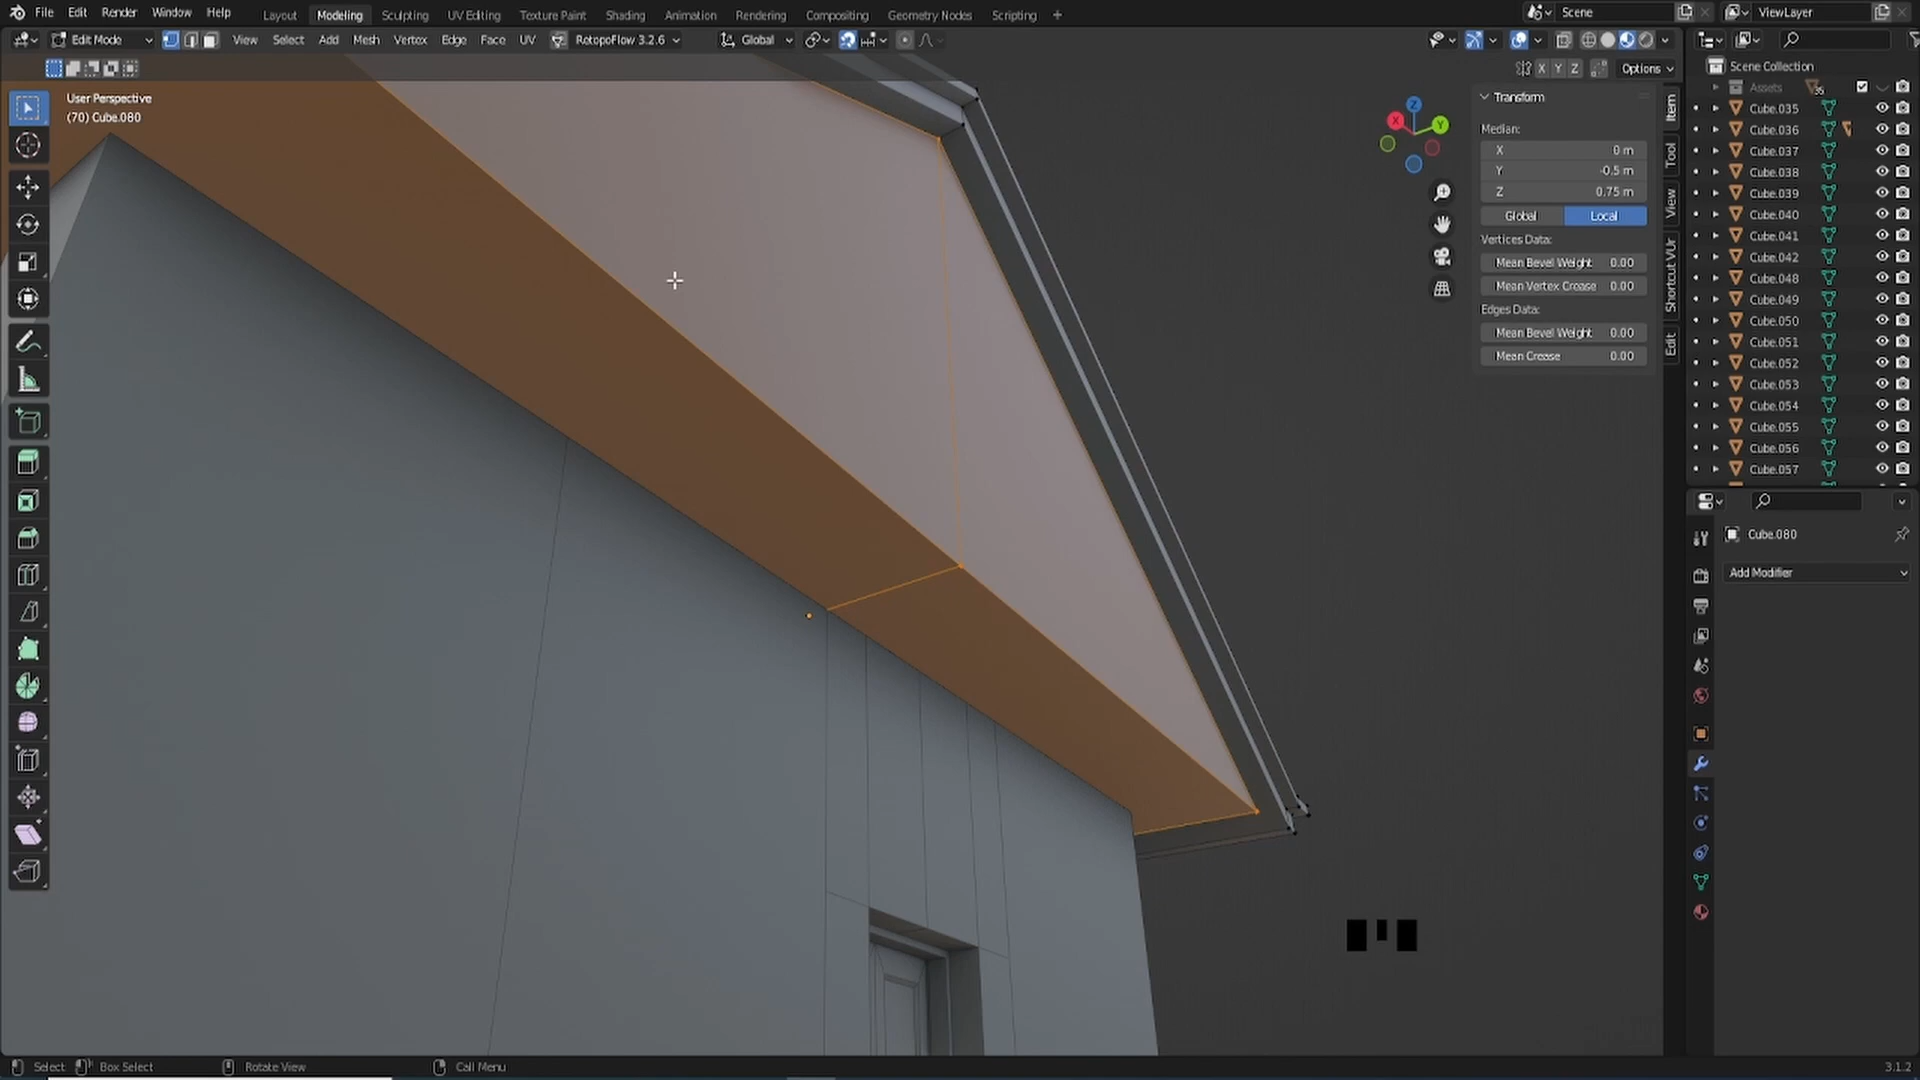 File Edit Render Window Help Layout Modeling Sculpting UV Editing Texture Paint Shading Animation Rendering Compositing Geometry Nodes Scripting + Scene ViewLayer
Edit Mode View Select Add Mesh Vertex Edge Face UV RetopoFlow 3.2.6 Global
X Y Z Options
User Perspective
(70) Cube.080
Z
X
Y
Transform
Median:
X 0 m
Y -0.5 m
Z 0.75 m
Global Local
Vertices Data:
Mean Bevel Weight 0.00
Mean Vertex Crease 0.00
Edges Data:
Mean Bevel Weight 0.00
Mean Crease 0.00
Item
Tool
View
Shortcut VUr
Edit
Scene Collection
Assets 35
Cube.035
Cube.036
Cube.037
Cube.038
Cube.039
Cube.040
Cube.041
Cube.042
Cube.048
Cube.049
Cube.050
Cube.051
Cube.052
Cube.053
Cube.054
Cube.055
Cube.056
Cube.057
Cube.080
Add Modifier
Select Box Select Rotate View Call Menu 3.1.2